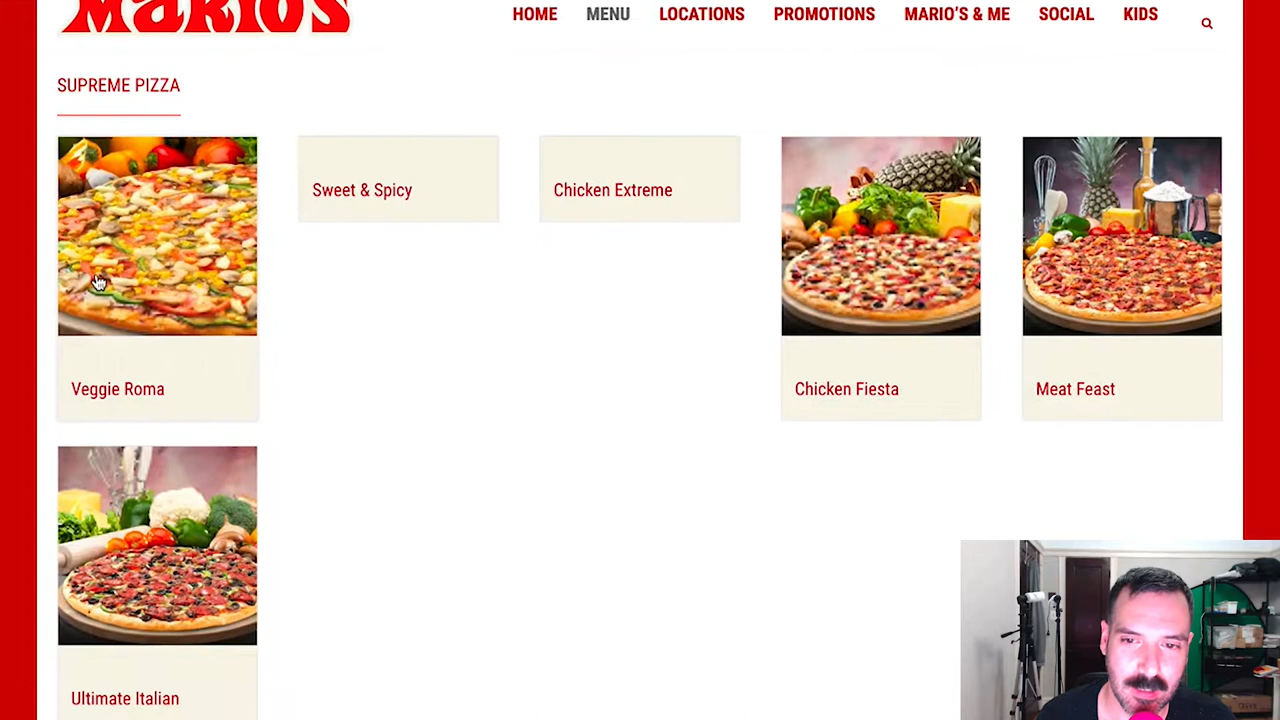 MARIO'S
HOME MENU LOCATIONS PROMOTIONS MARIO'S & ME SOCIAL KIDS
SUPREME PIZZA
Sweet & Spicy
Chicken Extreme
Veggie Roma
Chicken Fiesta
Meat Feast
Ultimate Italian